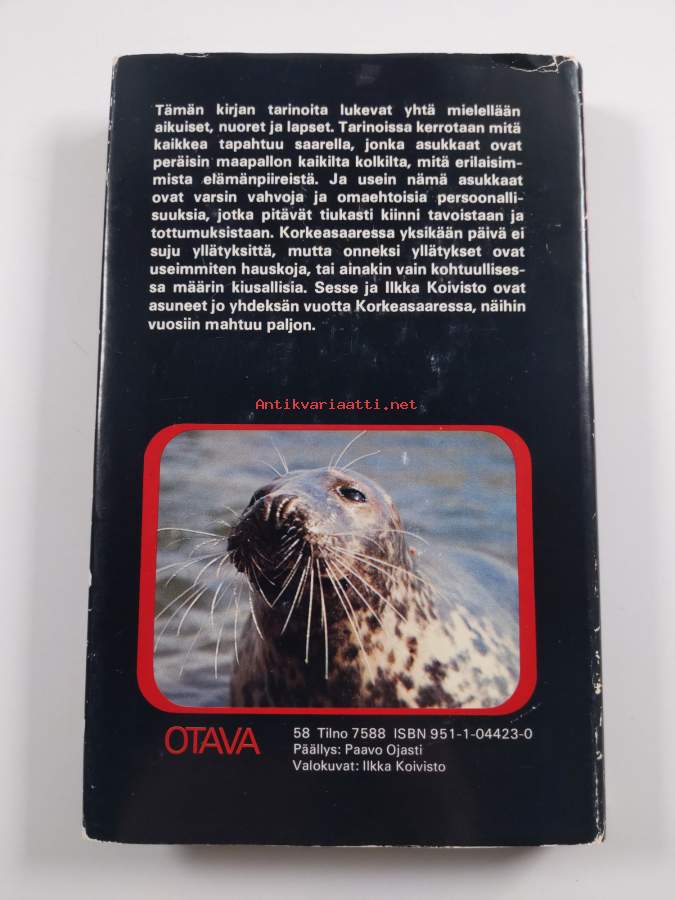 Tämän kirjan tarinoita lukevat yhtä mielellään
aikuiset, nuoret ja lapset. Tarinoissa kerrotaan mitä
kaikkea tapahtuu saarella, jonka asukkaat ovat
peräisin maapallon kaikilta kolkilta, mitä erilaisim-
mista elämänpiireistä. Ja usein nämä asukkaat
ovat varsin vahvoja ja omaehtoisia persoonalli-
suuksia, jotka pitävät tiukasti kiinni tavoistaan ja
tottumuksistaan. Korkeasaaressa yksikään päivä ei
suju yllätyksittä, mutta onneksi yllätykset ovat
useimmiten hauskoja, tai ainakin vain kohtuullises-
sa määrin kiusallisia. Sesse ja Ilkka Koivisto ovat
asuneet jo yhdeksän vuotta Korkeasaaressa, näihin
vuosiin mahtuu paljon.
Antikvariaatti.net
OTAVA
58 Tilno 7588 ISBN 951-1-04423-0
Päällys: Paavo Ojasti
Valokuvat: Ilkka Koivisto